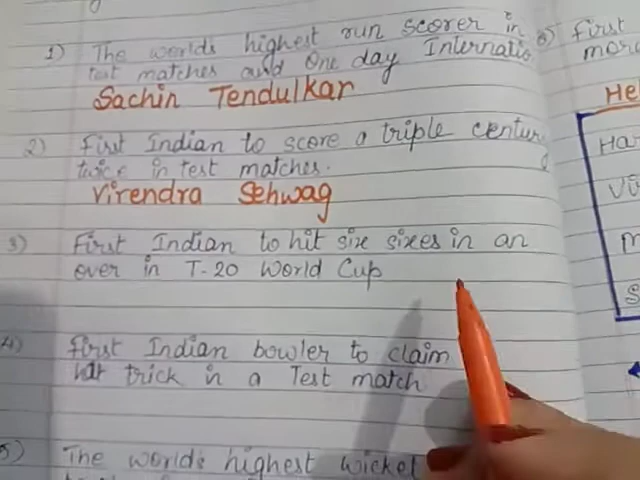 1) The worlds highest run scorer in
test matches and One day Internatio
Sachin Tendulkar
2) First Indian to score a triple centur
twice in test matches.
Virendra Sehwag
3) First Indian to hit six sixes in an
over in T-20 World Cup
4) First Indian bowler to claim
hat trick in a Test match
5) The world's highest wicket
6) First
more
He
Ha
Vi
M
S